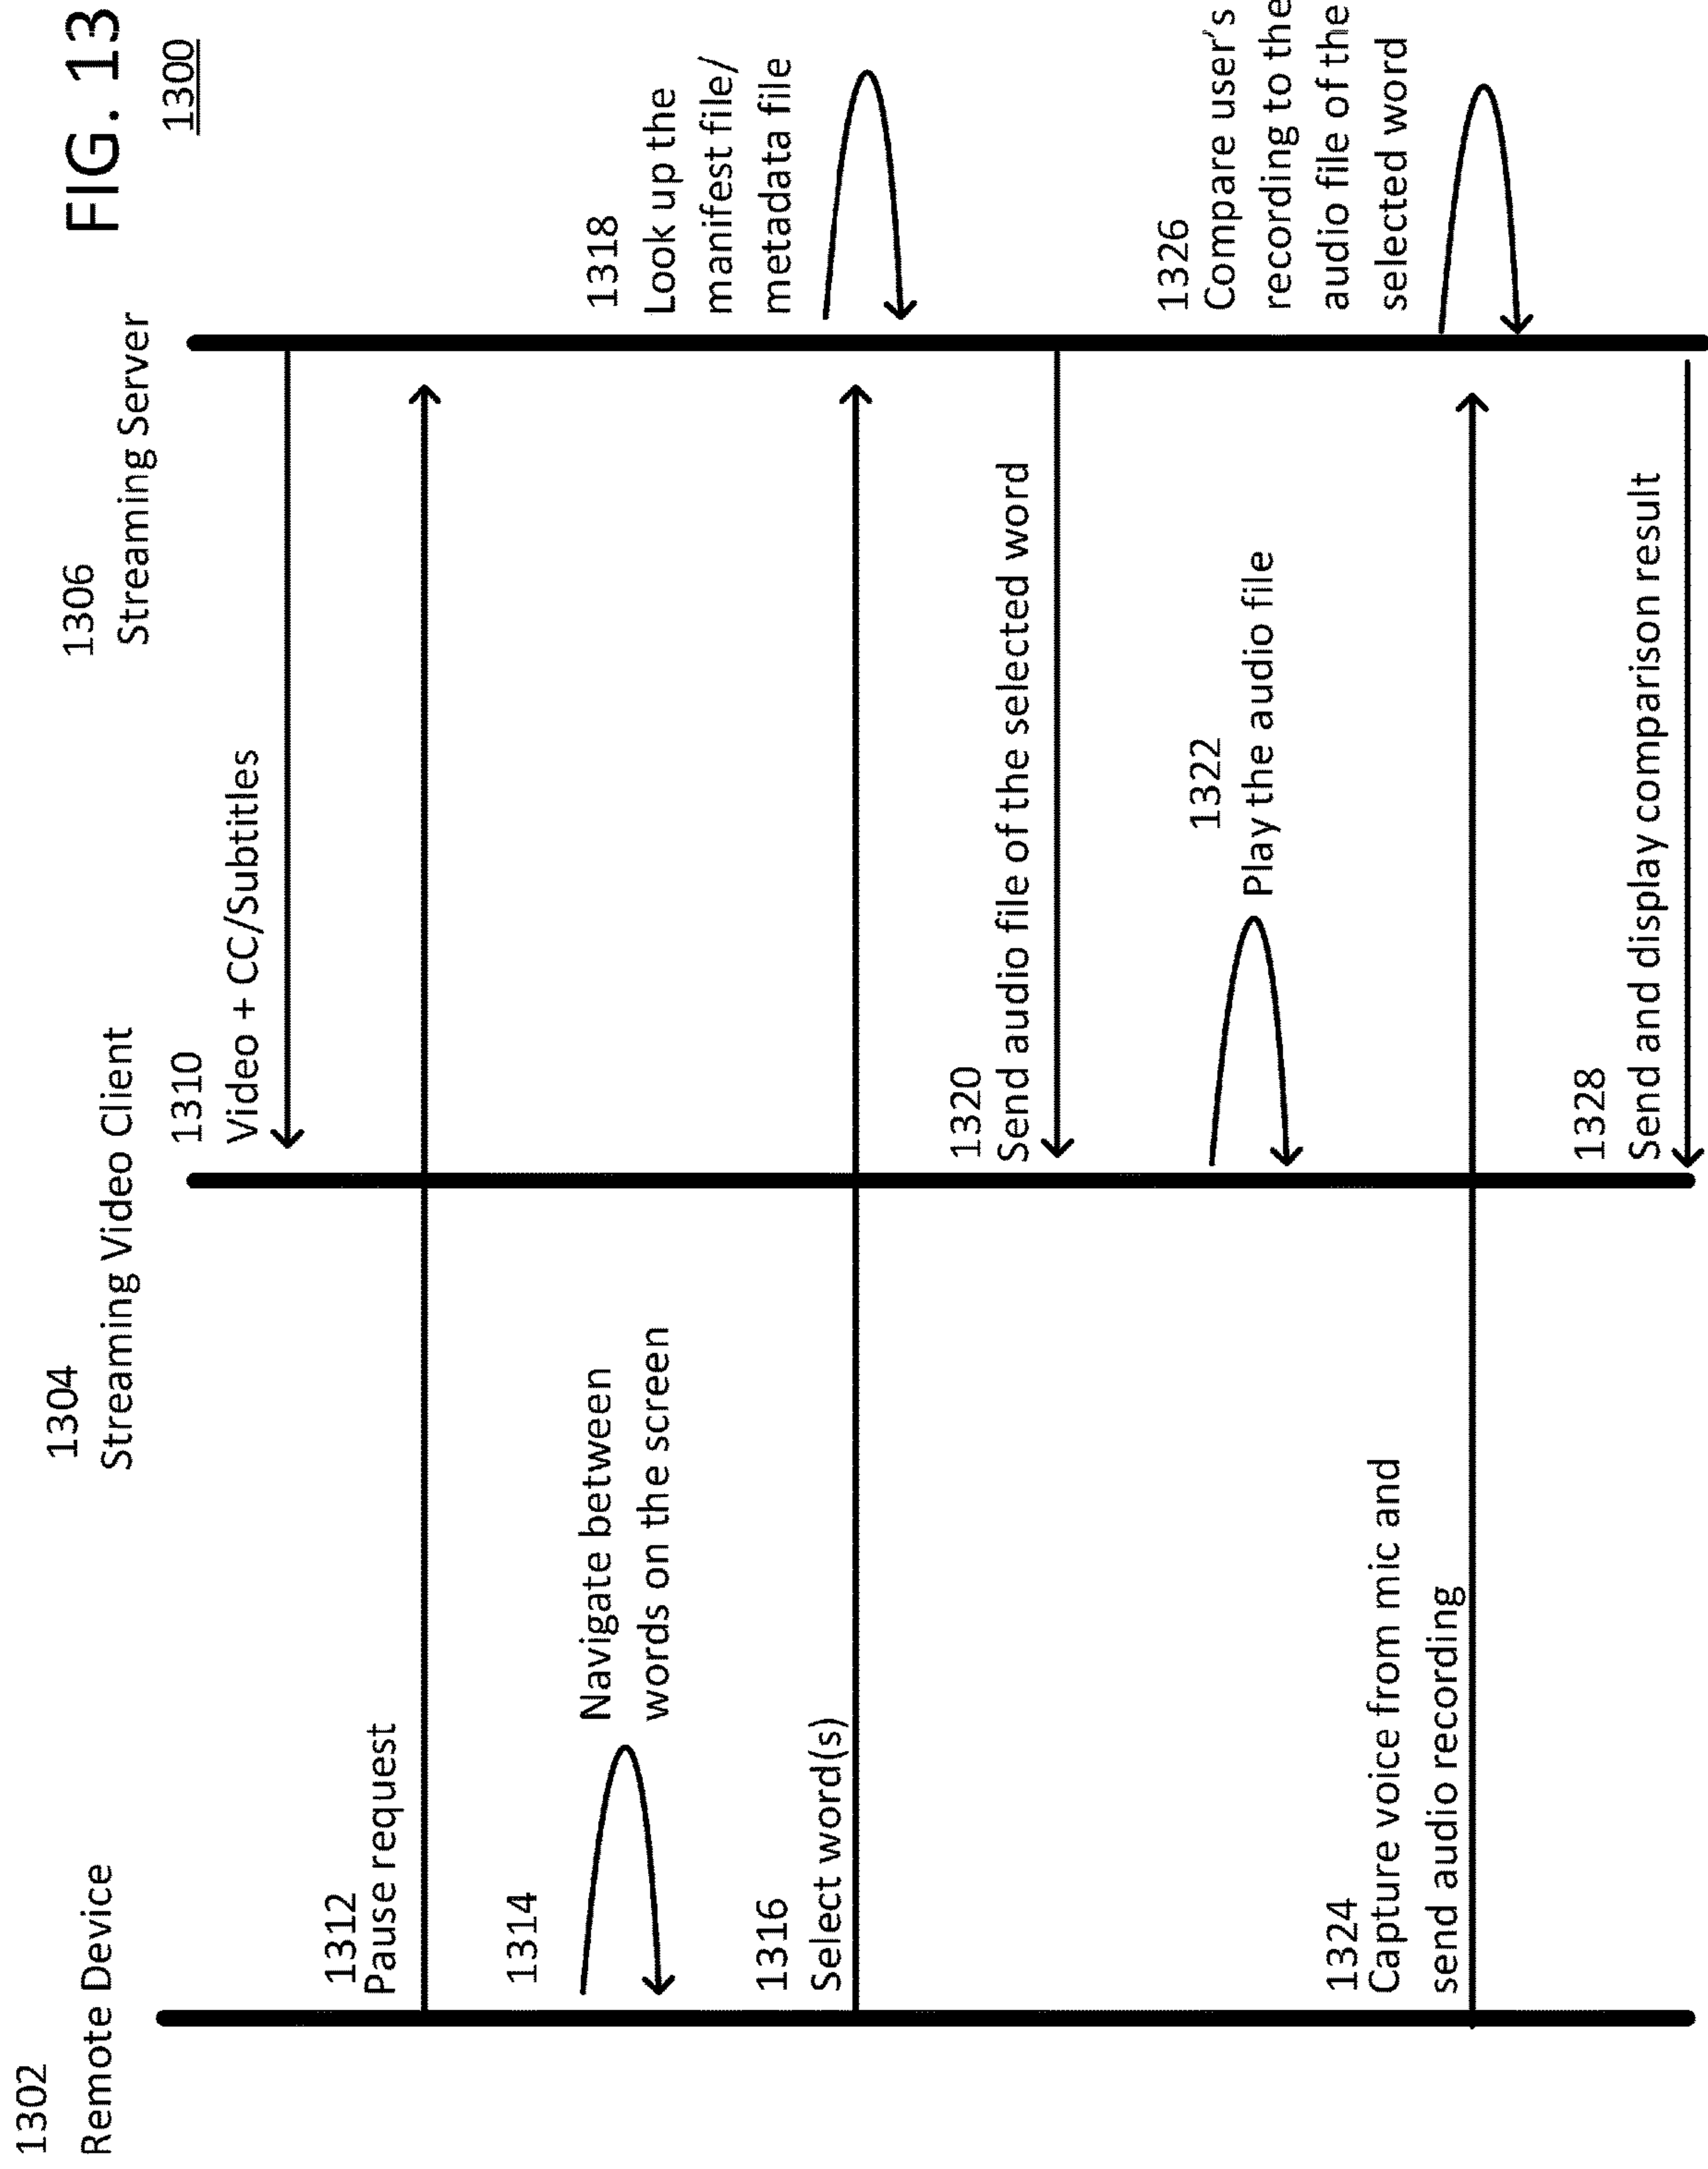 FIG. 13
1300
1302
Remote Device
1304
Streaming Video Client
1306
Streaming Server
1310
Video + CC/Subtitles
1312
Pause request
1314
Navigate between
words on the screen
1316
Select word(s)
1318
Look up the
manifest file/
metadata file
1320
Send audio file of the selected word
1322
Play the audio file
1324
Capture voice from mic and
send audio recording
1326
Compare user’s
recording to the
audio file of the
selected word
1328
Send and display comparison result